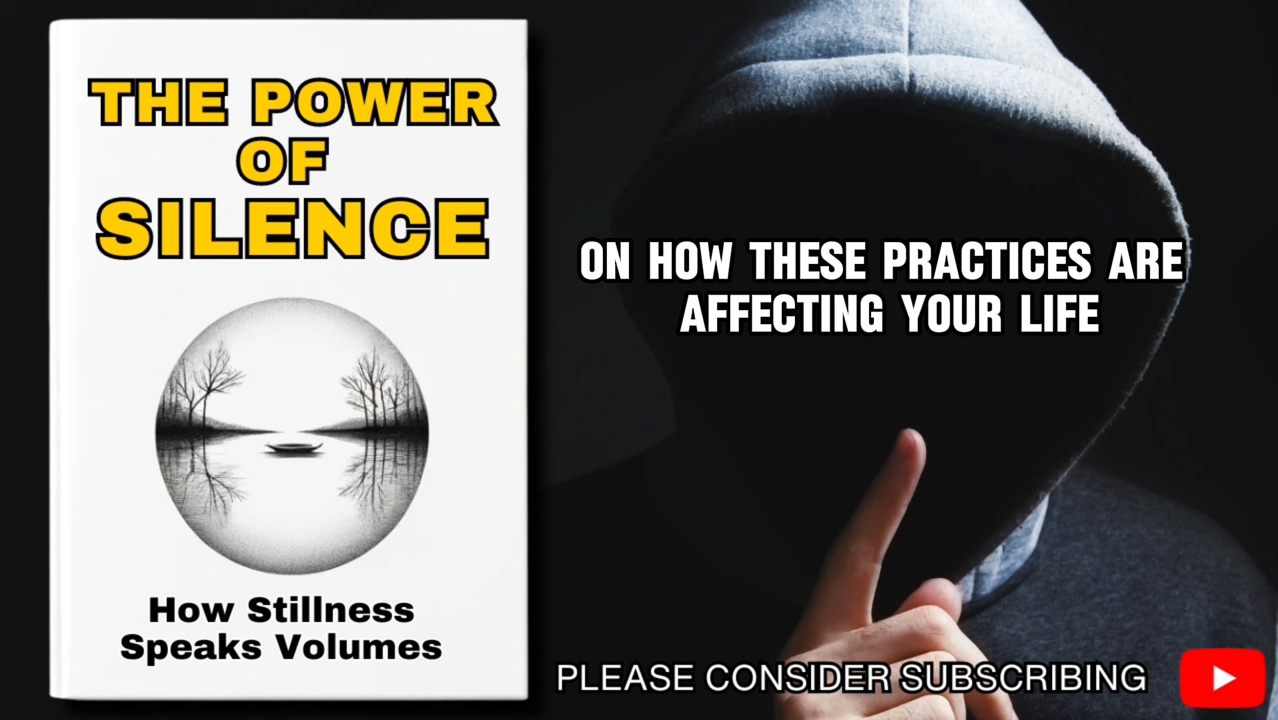 THE POWER
OF
SILENCE
How Stillness
Speaks Volumes
ON HOW THESE PRACTICES ARE
AFFECTING YOUR LIFE
PLEASE CONSIDER SUBSCRIBING